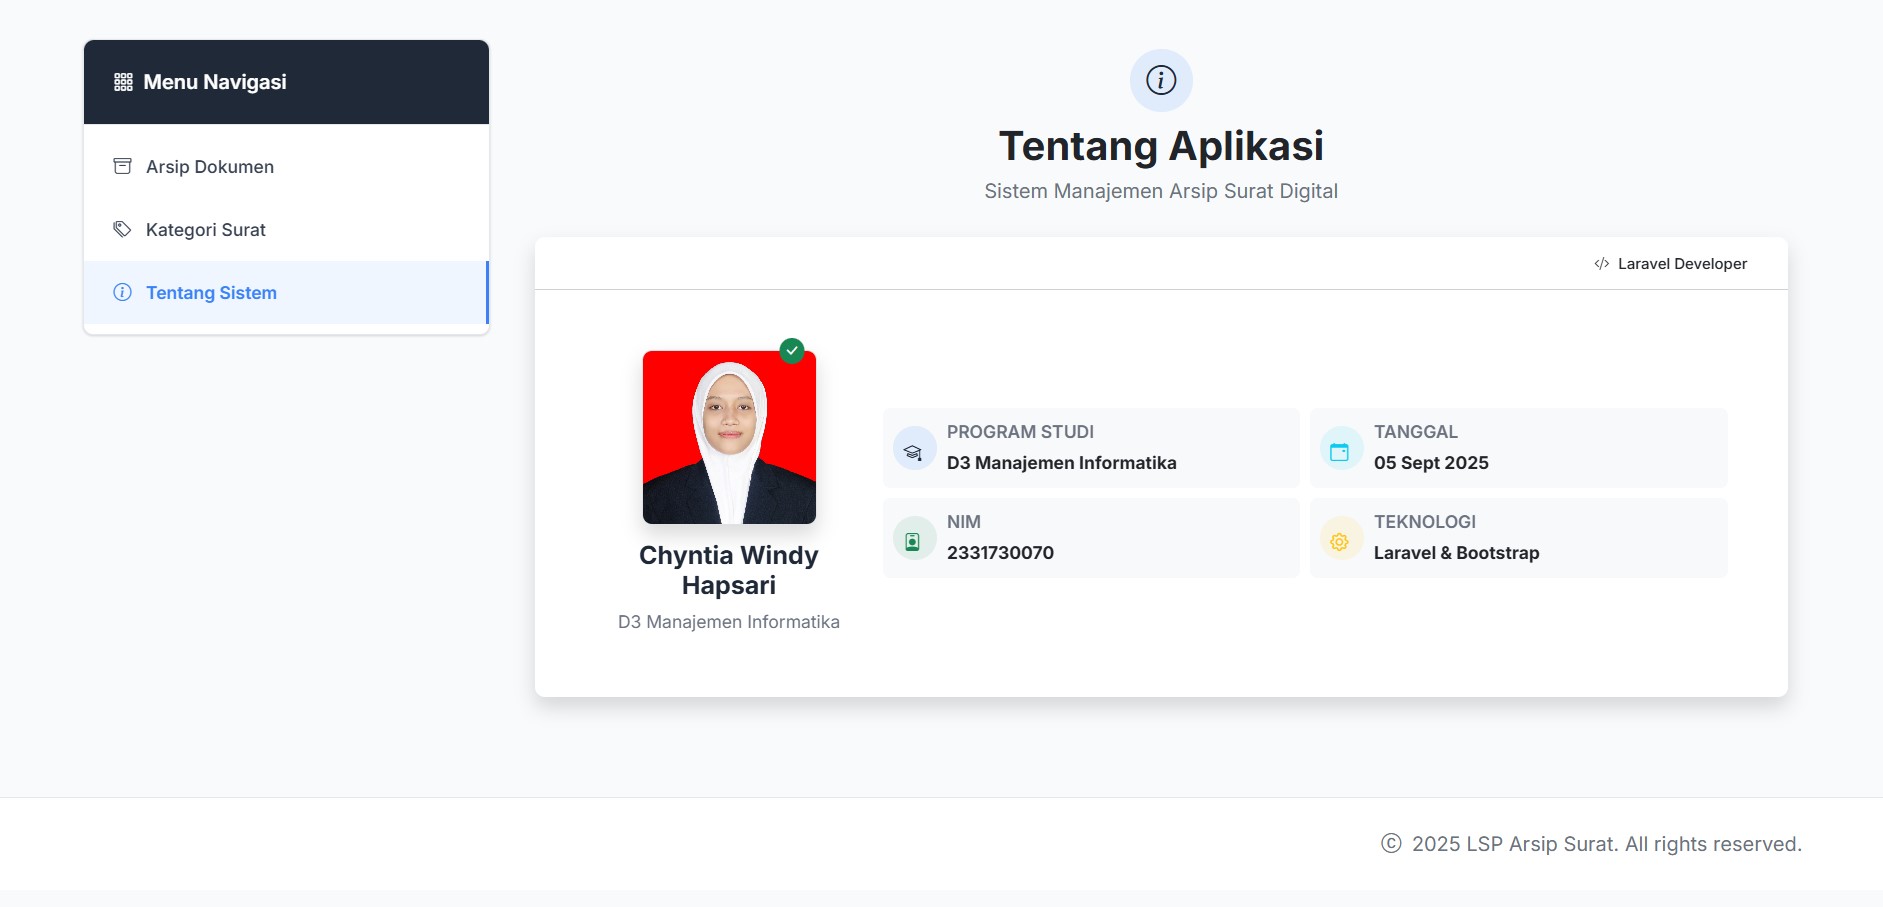 Menu Navigasi
Arsip Dokumen
Kategori Surat
Tentang Sistem
Tentang Aplikasi
Sistem Manajemen Arsip Surat Digital
</> Laravel Developer
Chyntia Windy
Hapsari
D3 Manajemen Informatika
PROGRAM STUDI
D3 Manajemen Informatika
TANGGAL
05 Sept 2025
NIM
2331730070
TEKNOLOGI
Laravel & Bootstrap
© 2025 LSP Arsip Surat. All rights reserved.